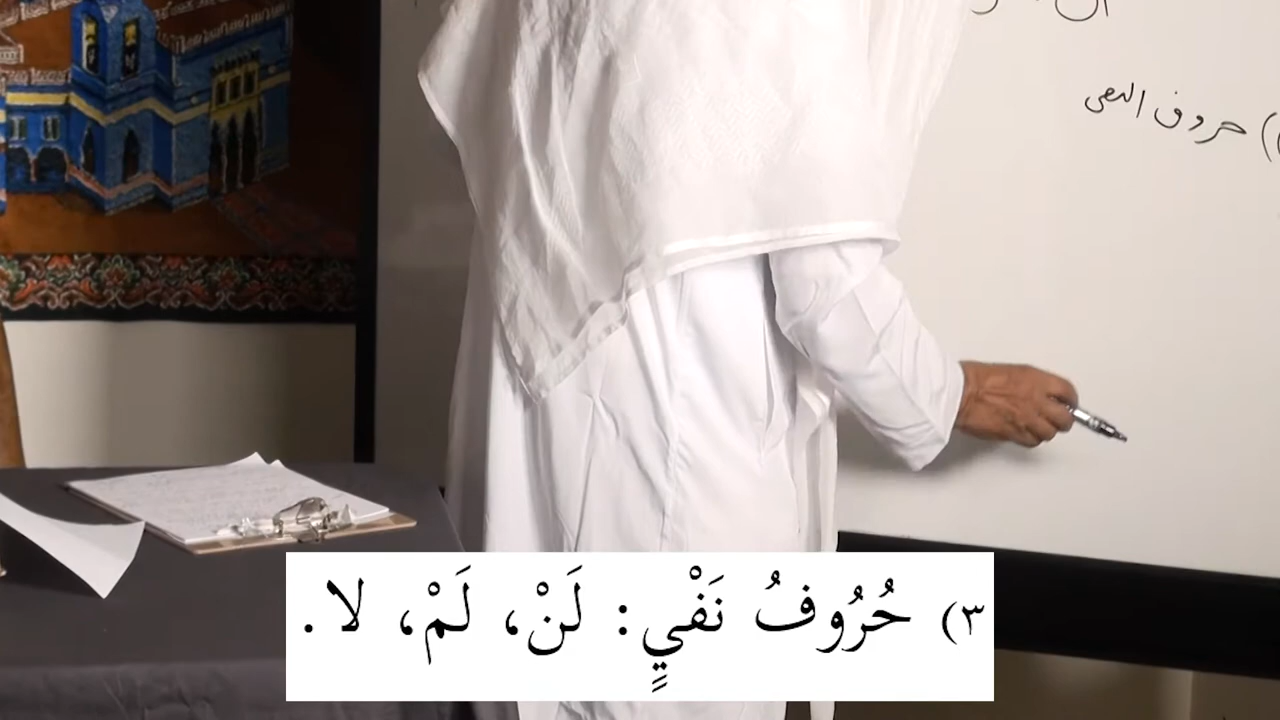 حروف النفي
٣) حُرُوفُ نَفْيٍ: لَنْ، لَمْ، لا.